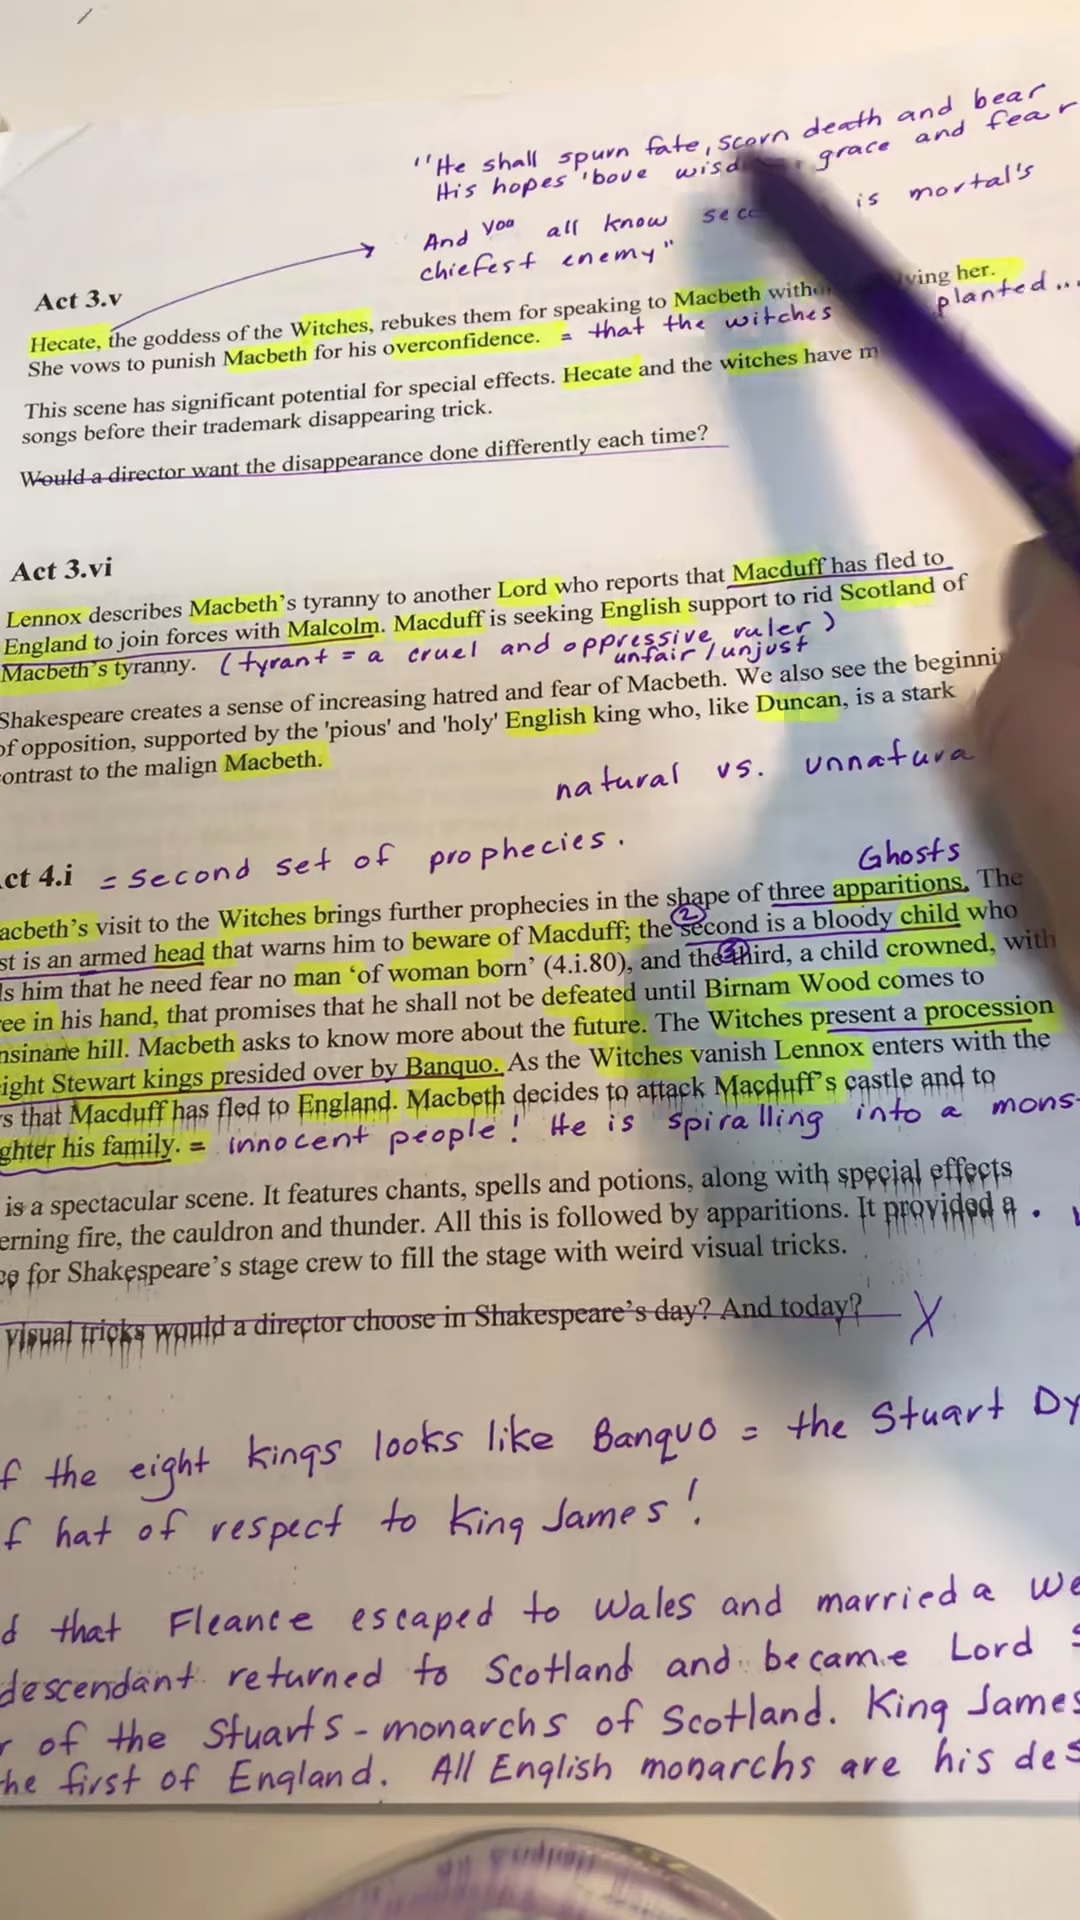 "He shall spurn fate, scorn death and bear
His hopes 'bove grace and fear
And you all know is mortal's
chiefest enemy"
Act 3.v
Hecate, the goddess of the Witches, rebukes them for speaking to Macbeth her.
She vows to punish Macbeth for his overconfidence. = that the witches planted...
This scene has significant potential for special effects. Hecate and the witches have
songs before their trademark disappearing trick.
Would a director want the disappearance done differently each time?
Act 3.vi
Lennox describes Macbeth's tyranny to another Lord who reports that Macduff has fled to
England to join forces with Malcolm. Macduff is seeking English support to rid Scotland of
Macbeth's tyranny. (tyrant = a cruel and oppressive ruler)
unfair/unjust
Shakespeare creates a sense of increasing hatred and fear of Macbeth. We also see the beginni
of opposition, supported by the 'pious' and 'holy' English king who, like Duncan, is a stark
ontrast to the malign Macbeth.
natural vs. unnatura
ct 4.i = second set of prophecies.
Ghosts
acbeth's visit to the Witches brings further prophecies in the shape of three apparitions. The
②
st is an armed head that warns him to beware of Macduff; the second is a bloody child who
③
ls him that he need fear no man 'of woman born' (4.i.80), and the third, a child crowned, with
ee in his hand, that promises that he shall not be defeated until Birnam Wood comes to
nsinane hill. Macbeth asks to know more about the future. The Witches present a procession
ight Stewart kings presided over by Banquo. As the Witches vanish Lennox enters with the
s that Macduff has fled to England. Macbeth decides to attack Macduff's castle and to
ghter his family. = innocent people! He is spiralling into a mons
is a spectacular scene. It features chants, spells and potions, along with special effects
erning fire, the cauldron and thunder. All this is followed by apparitions. It provided a
for Shakespeare's stage crew to fill the stage with weird visual tricks.
visual tricks would a director choose in Shakespeare's day? And today? X
f the eight kings looks like Banquo = the Stuart Dy
f hat of respect to King James!
d that Fleance escaped to Wales and married a We
descendant returned to Scotland and became Lord S
r of the Stuarts - monarchs of Scotland. King James
he first of England. All English monarchs are his des